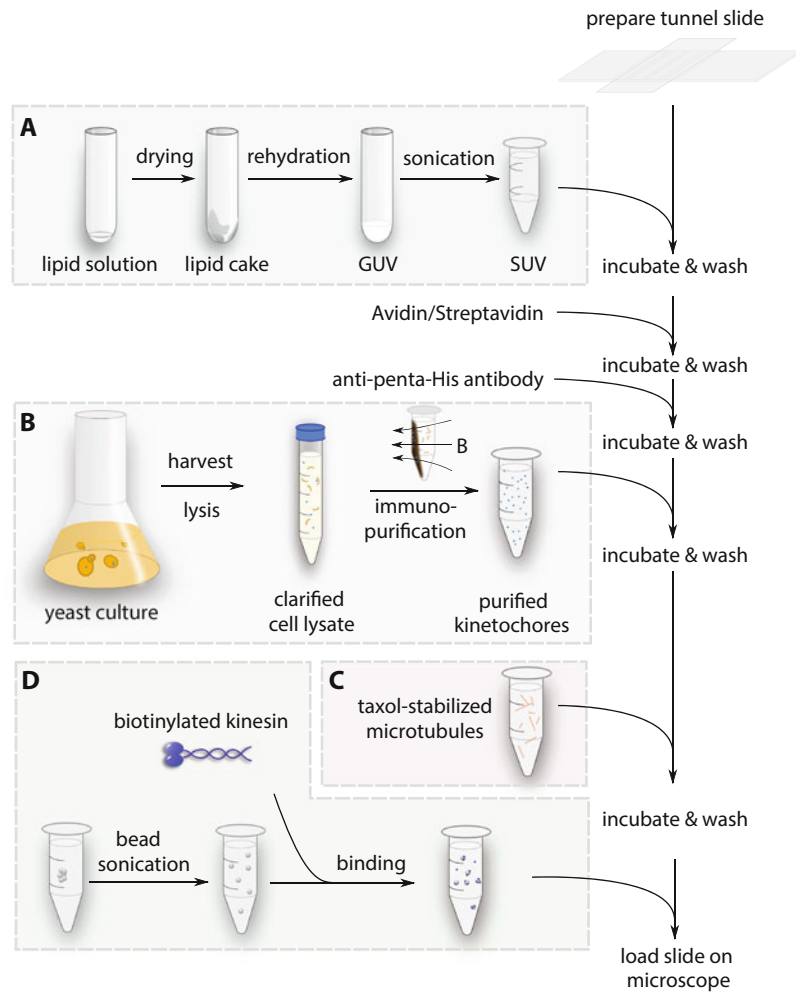 prepare tunnel slide
A
drying
rehydration
sonication
lipid solution
lipid cake
GUV
SUV
incubate & wash
Avidin/Streptavidin
incubate & wash
anti-penta-His antibody
B
incubate & wash
harvest
lysis
B
immuno-
purification
incubate & wash
yeast culture
clarified
cell lysate
purified
kinetochores
D
biotinylated kinesin
C
taxol-stabilized
microtubules
incubate & wash
bead
sonication
binding
load slide on
microscope